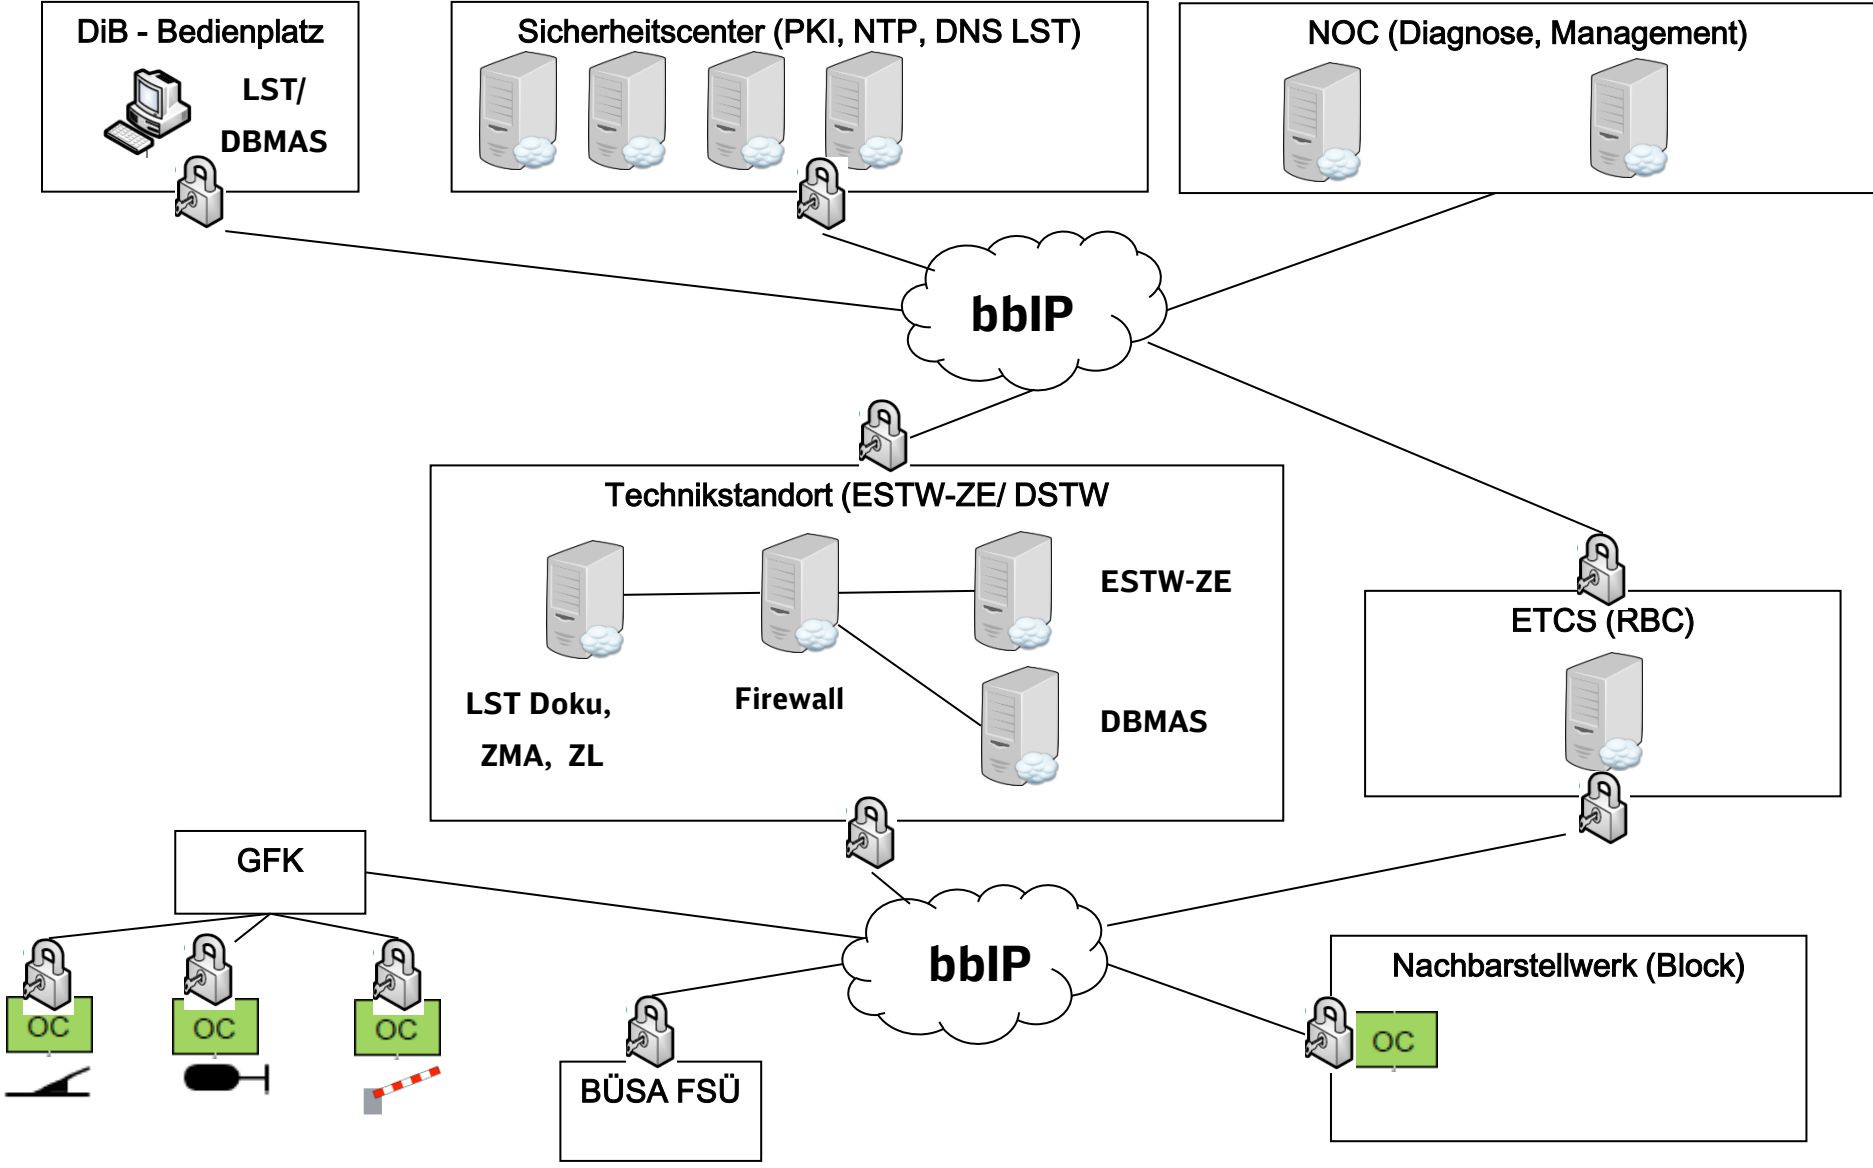 DiB - Bedienplatz
LST/
DBMAS
Sicherheitscenter (PKI, NTP, DNS LST)
NOC (Diagnose, Management)
bbIP
Technikstandort (ESTW-ZE/ DSTW
ESTW-ZE
LST Doku,
ZMA, ZL
Firewall
DBMAS
ETCS (RBC)
GFK
OC
OC
OC
bbIP
BÜSA FSÜ
Nachbarstellwerk (Block)
OC